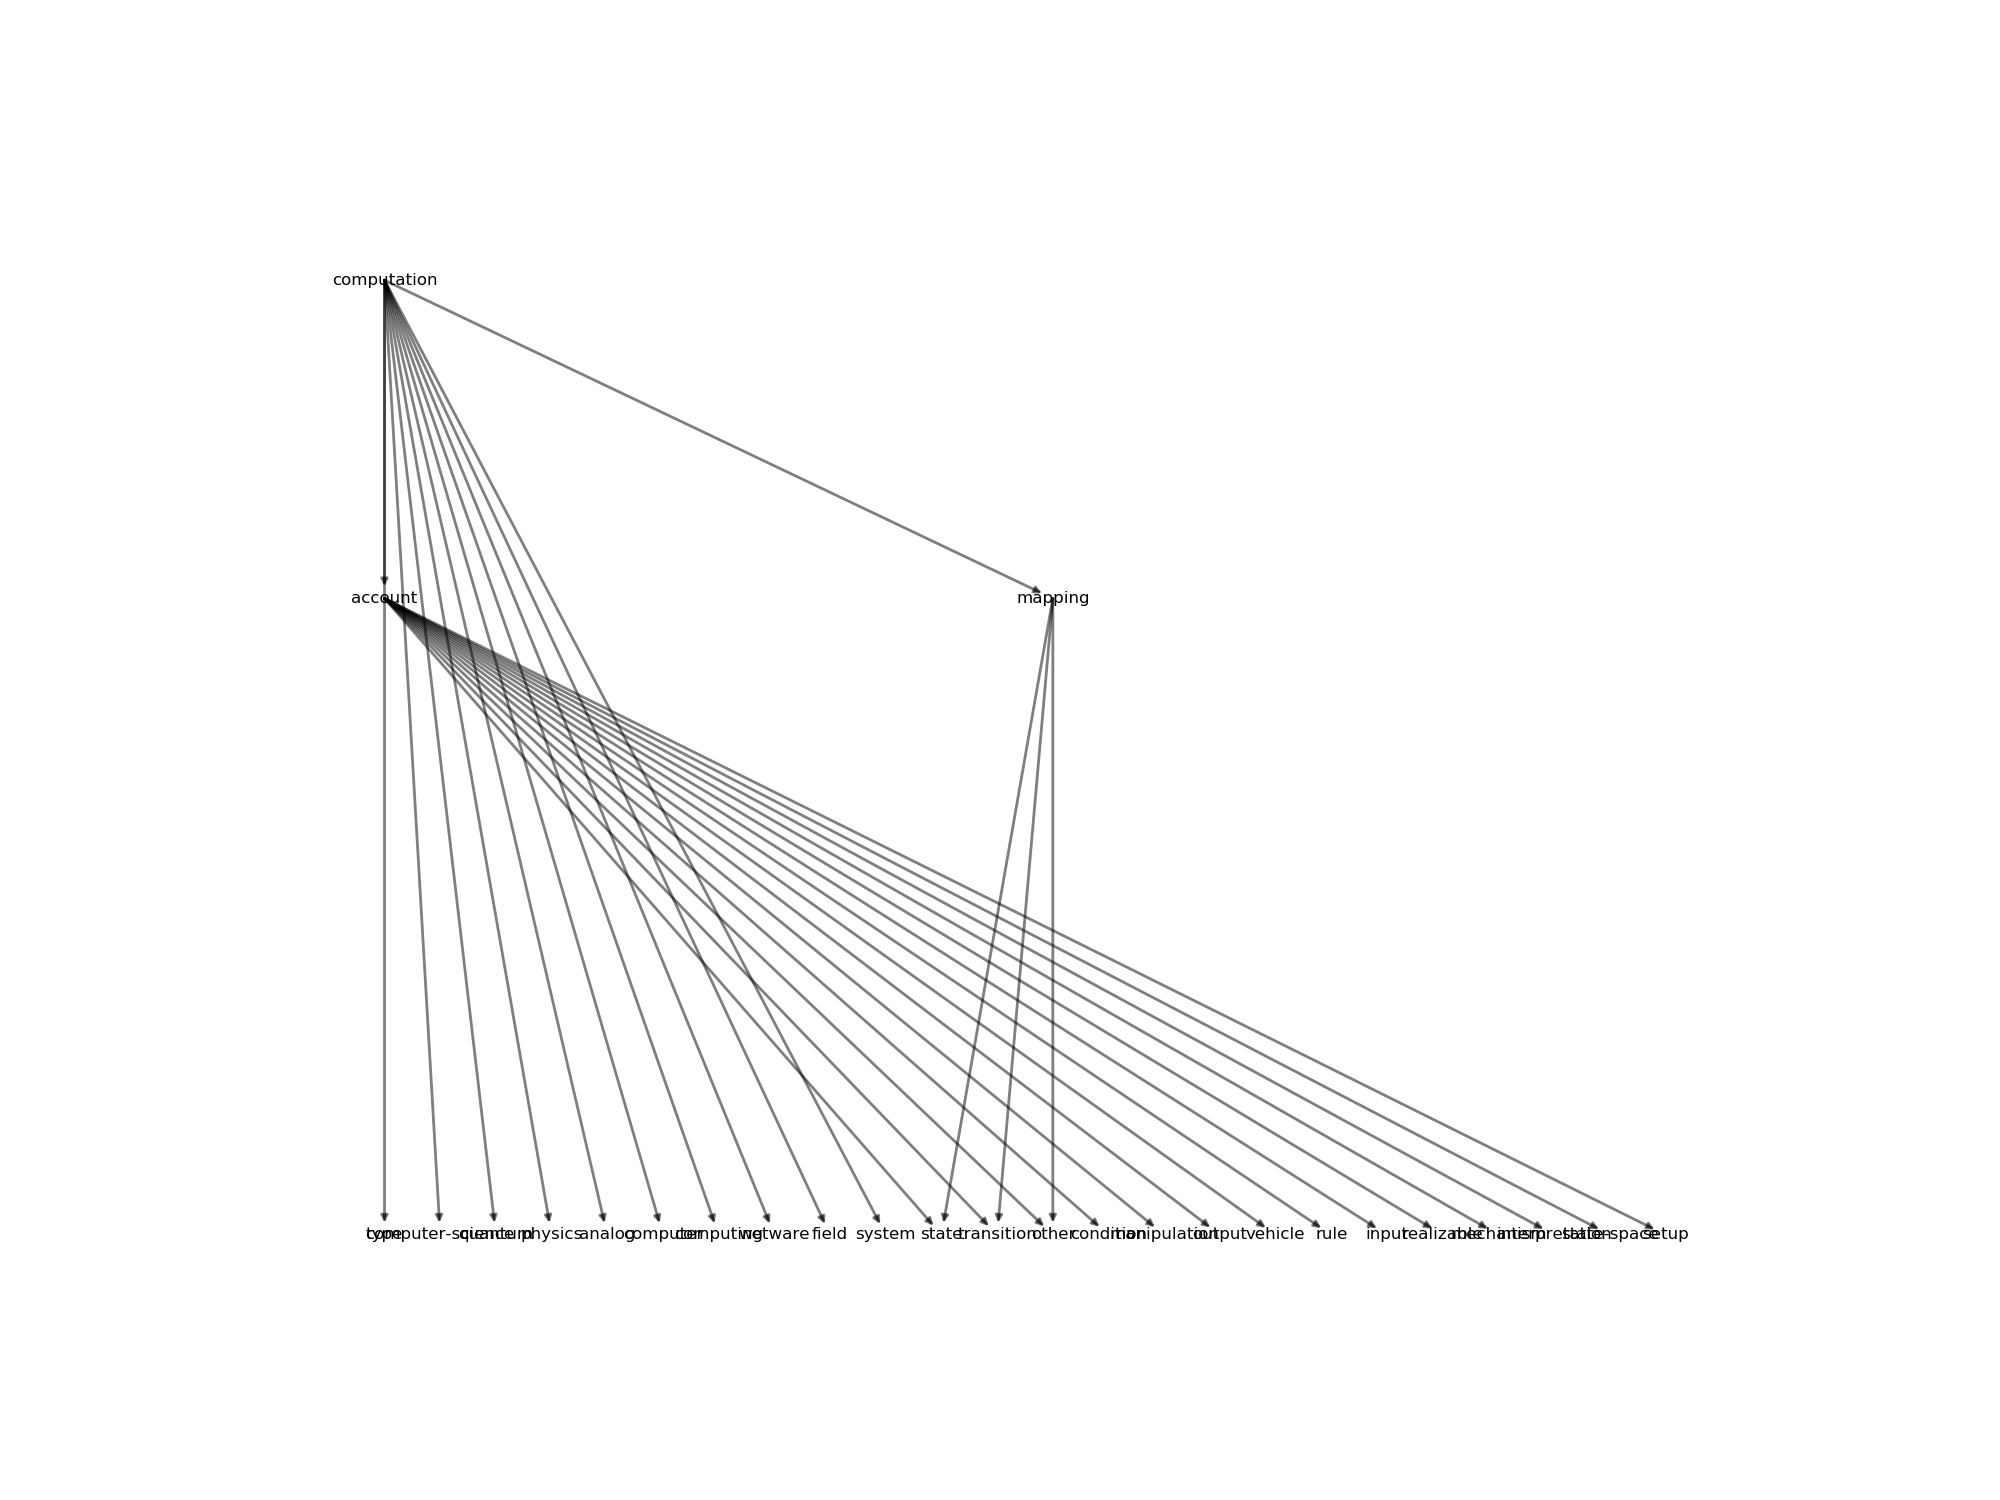 computation
account mapping
type computer-science quantum physics analog computer computing wetware field system state transition other condition manipulation output vehicle rule input realizable mechanism interpretation state-space setup